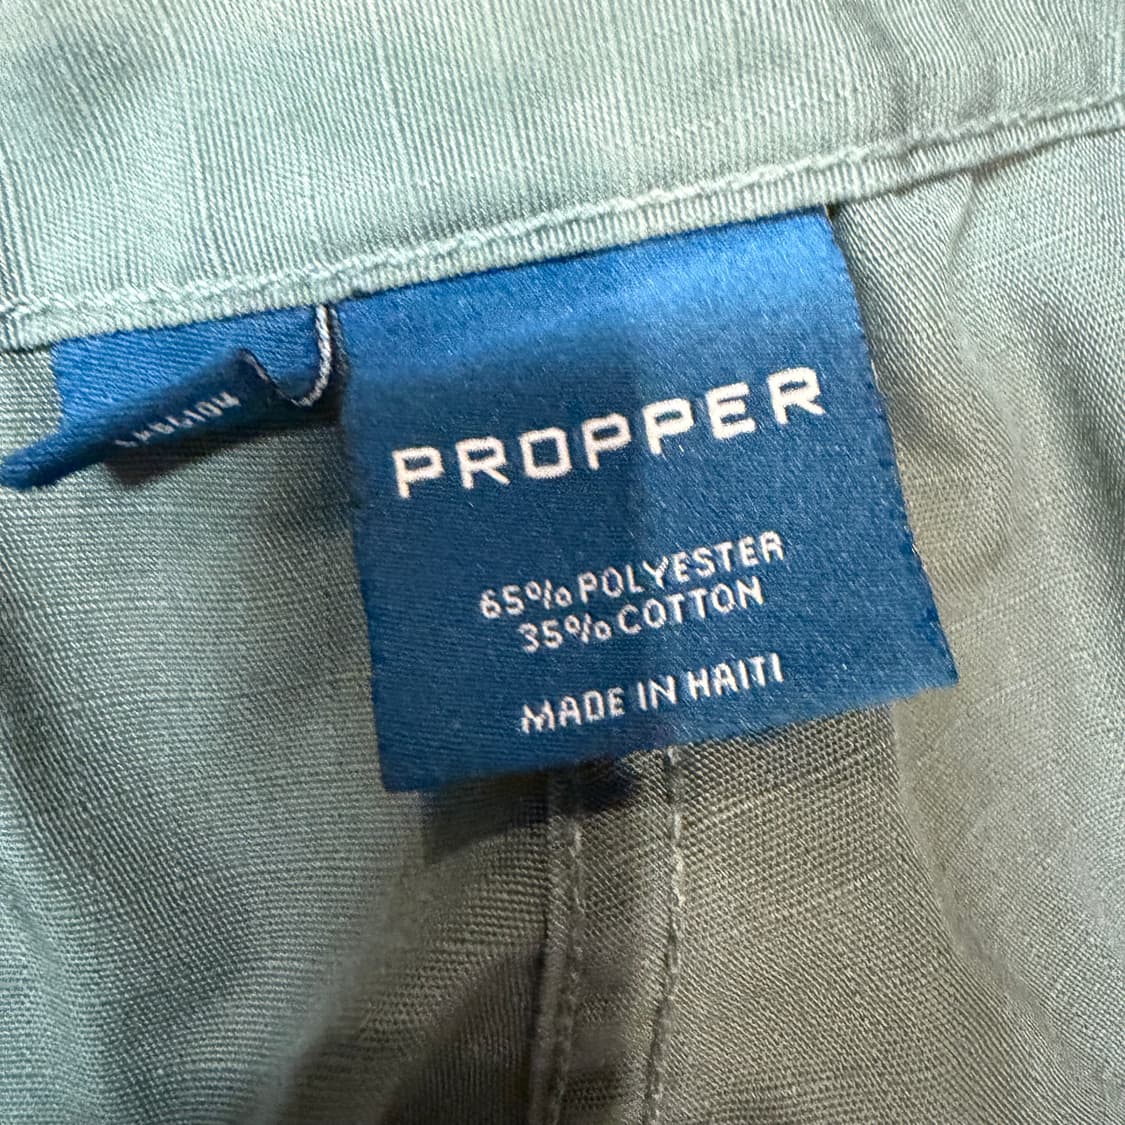 PROPPER
65% POLYESTER
35% COTTON
MADE IN HAITI